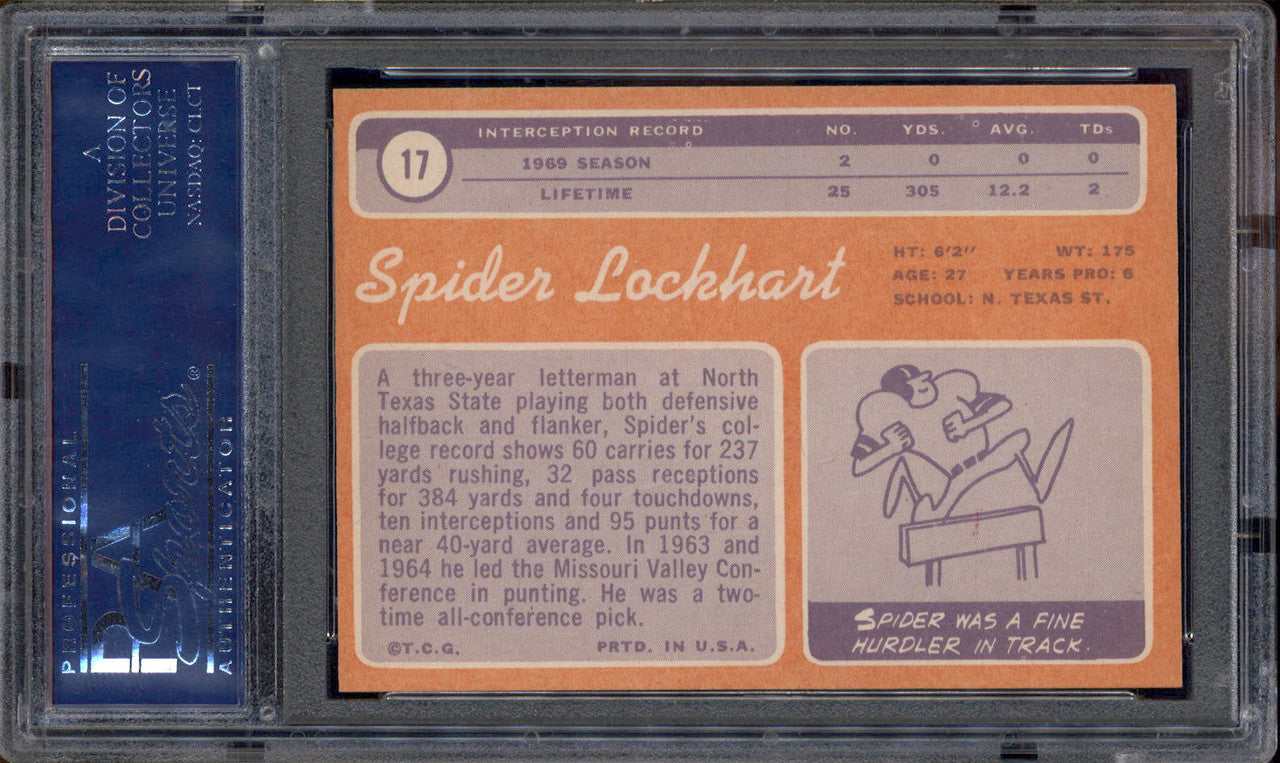 A
DIVISION OF
COLLECTORS
UNIVERSE
NASDAQ: CLCT
PROFESSIONAL
PSA
Sports ®
AUTHENTICATOR
17
INTERCEPTION RECORD NO. YDS. AVG. TDs
1969 SEASON 2 0 0 0
LIFETIME 25 305 12.2 2
Spider Lockhart
HT: 6'2" WT: 175
AGE: 27 YEARS PRO: 6
SCHOOL: N. TEXAS ST.
A three-year letterman at North
Texas State playing both defensive
halfback and flanker, Spider's col-
lege record shows 60 carries for 237
yards rushing, 32 pass receptions
for 384 yards and four touchdowns,
ten interceptions and 95 punts for a
near 40-yard average. In 1963 and
1964 he led the Missouri Valley Con-
ference in punting. He was a two-
time all-conference pick.
©T.C.G. PRTD. IN U.S.A.
SPIDER WAS A FINE
HURDLER IN TRACK.